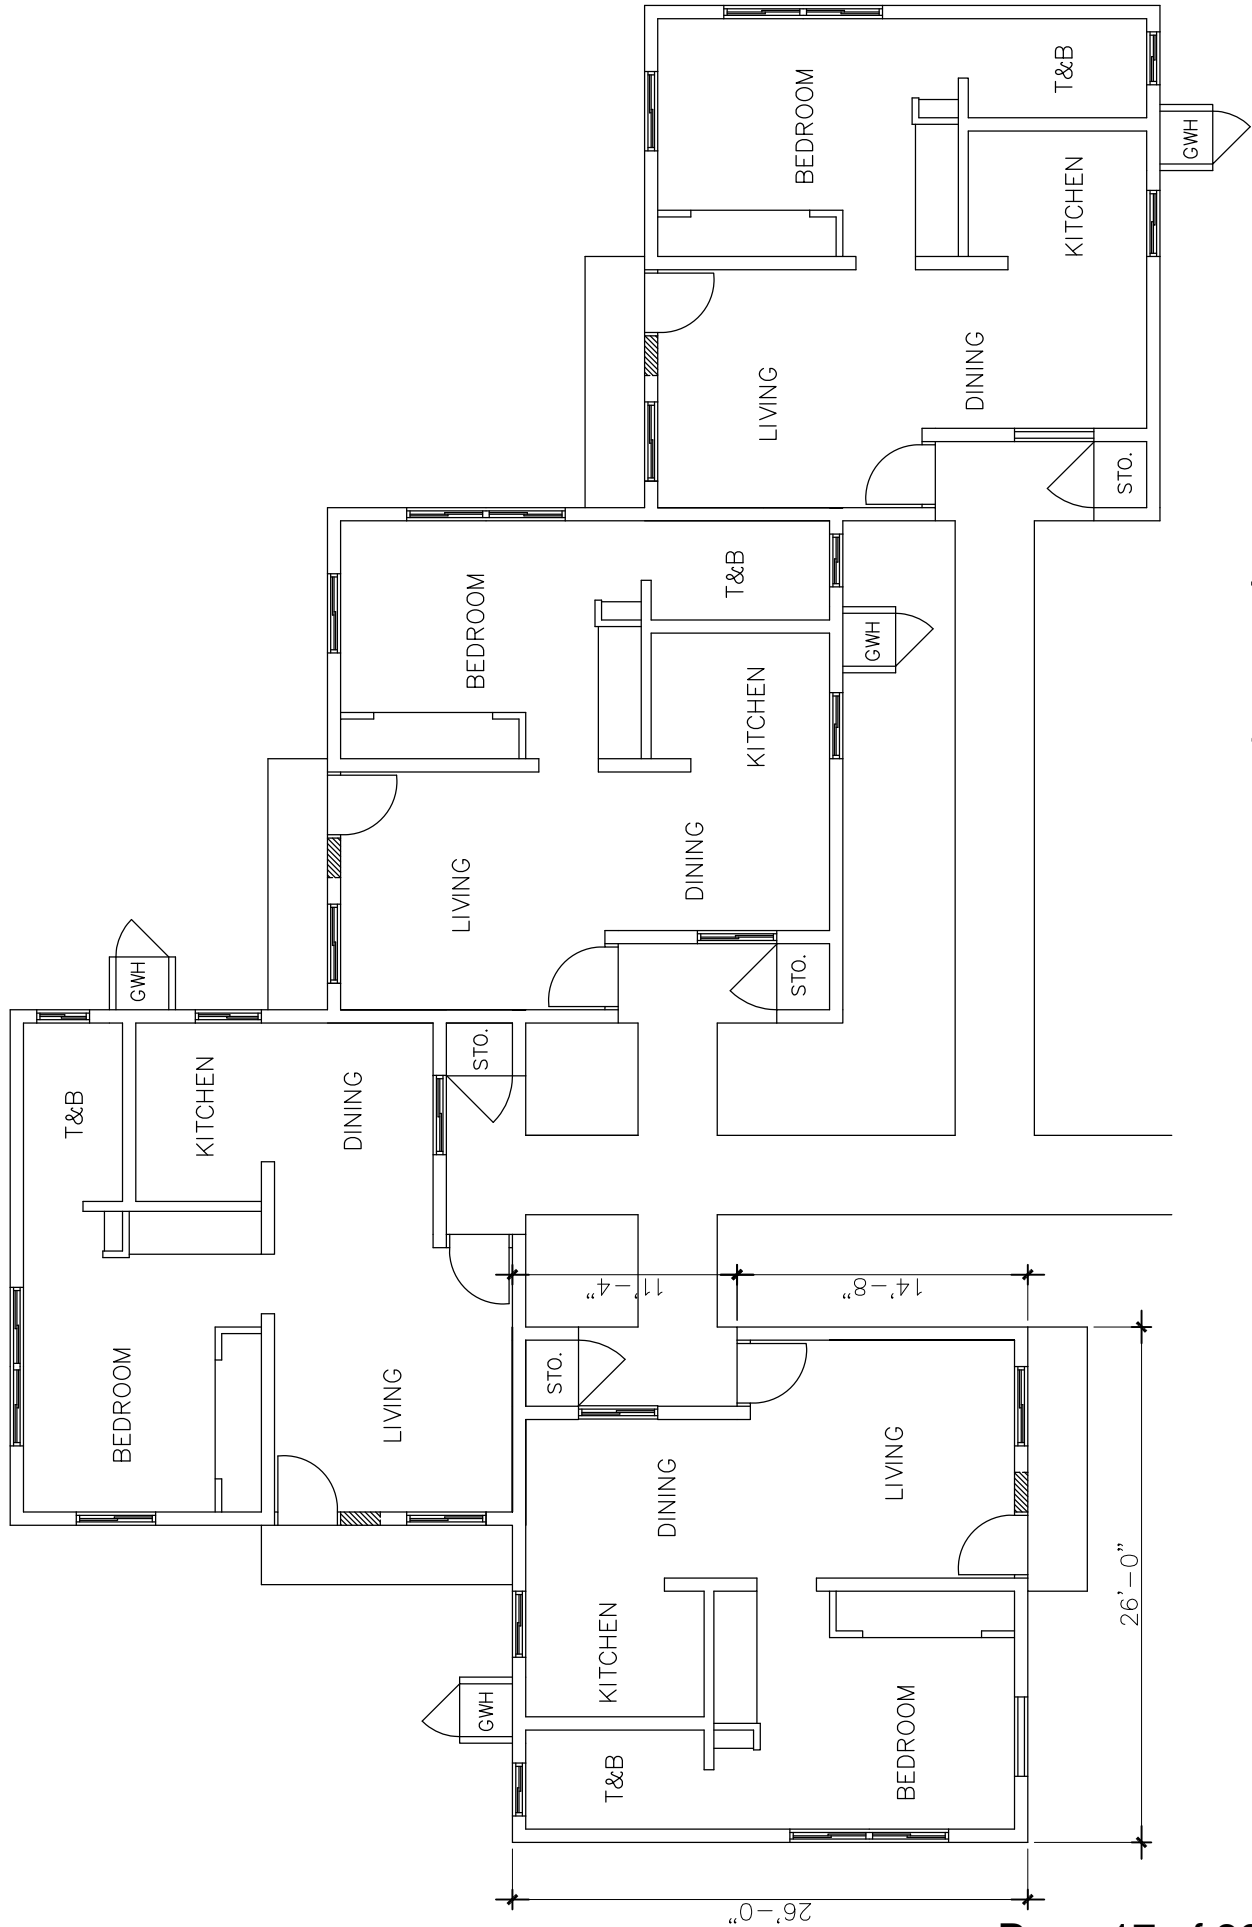 BEDROOM
T&B
GWH
KITCHEN
LIVING
DINING
STO.
BEDROOM
T&B
GWH
KITCHEN
LIVING
DINING
STO.
GWH
T&B
KITCHEN
DINING
STO.
BEDROOM
LIVING
STO.
DINING
LIVING
KITCHEN
GWH
T&B
BEDROOM
11'-4"
14'-8"
26'-0"
26'-0"